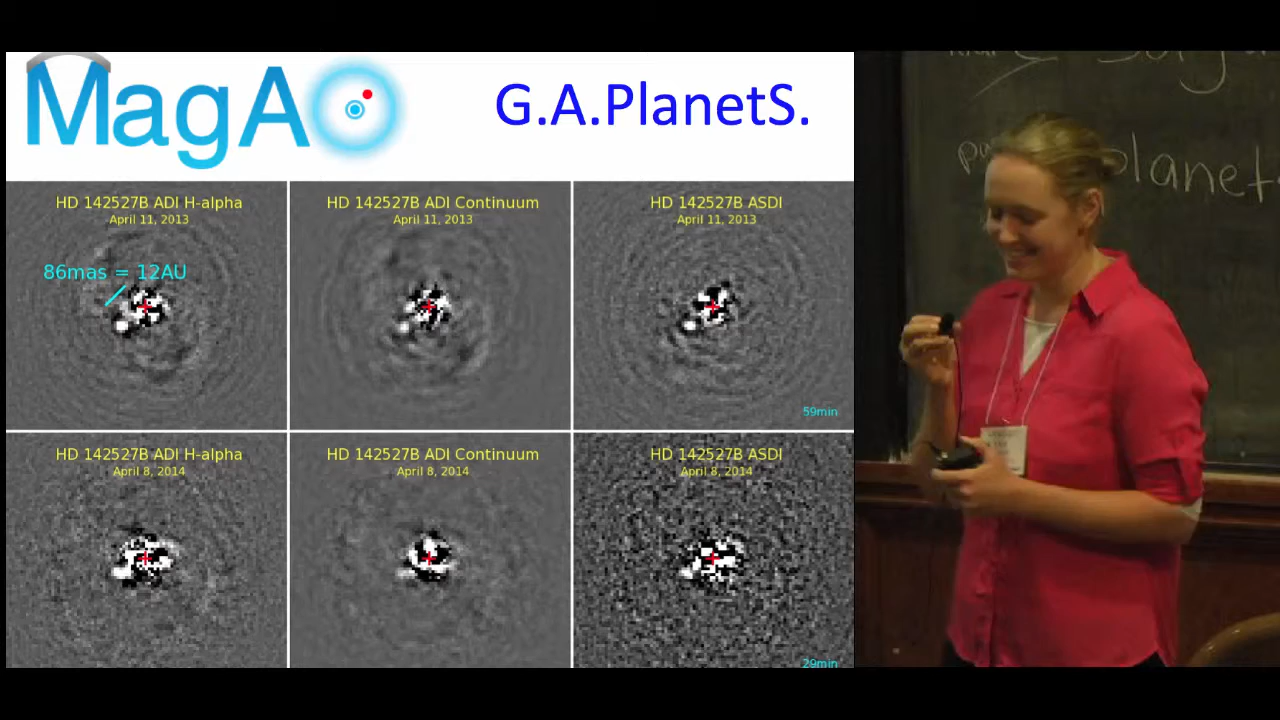 MagAO
G.A.PlanetS.
HD 142527B ADI H-alpha
April 11, 2013
86mas = 12AU
HD 142527B ADI Continuum
April 11, 2013
HD 142527B ASDI
April 11, 2013
59min
HD 142527B ADI H-alpha
April 8, 2014
HD 142527B ADI Continuum
April 8, 2014
HD 142527B ASDI
April 8, 2014
29min
planet